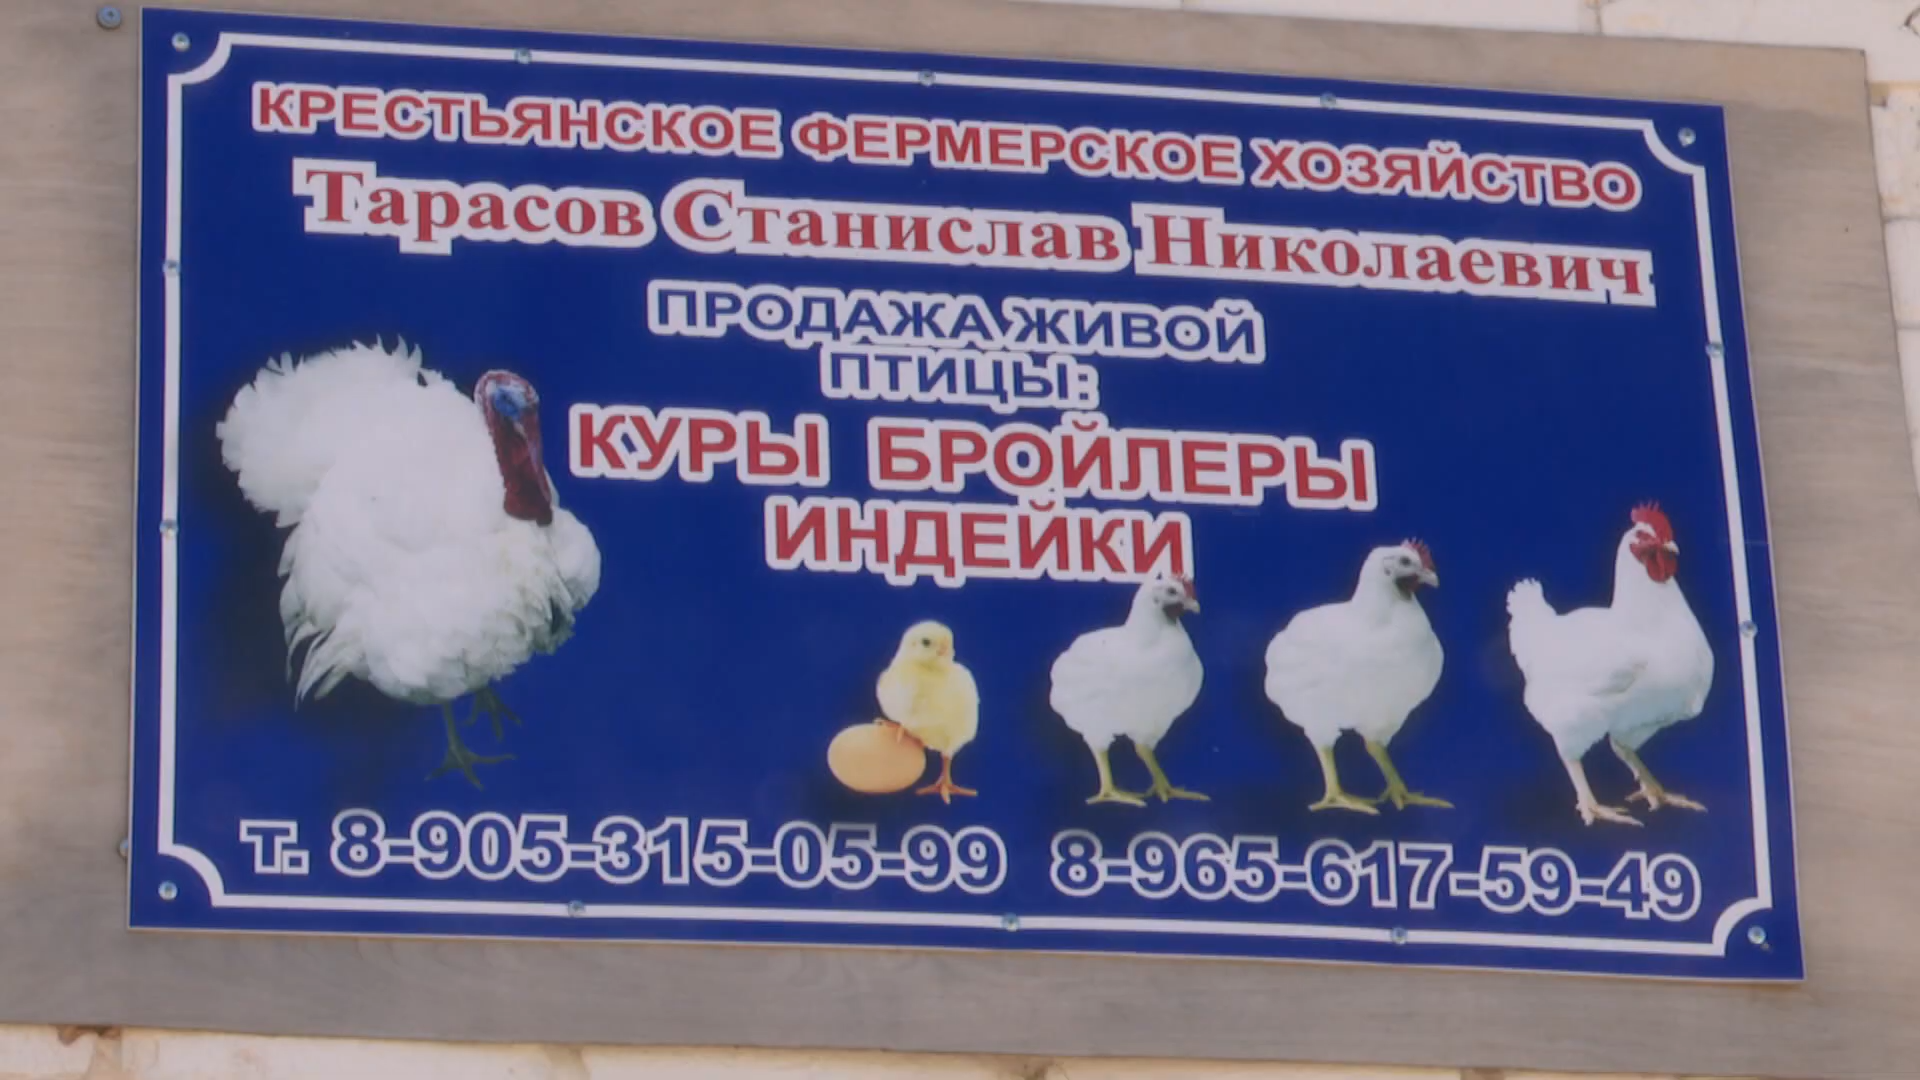 КРЕСТЬЯНСКОЕ ФЕРМЕРСКОЕ ХОЗЯЙСТВО
Тарасов Станислав Николаевич
ПРОДАЖА ЖИВОЙ
ПТИЦЫ:
КУРЫ БРОЙЛЕРЫ
ИНДЕЙКИ
т. 8-905-315-05-99 8-965-617-59-49